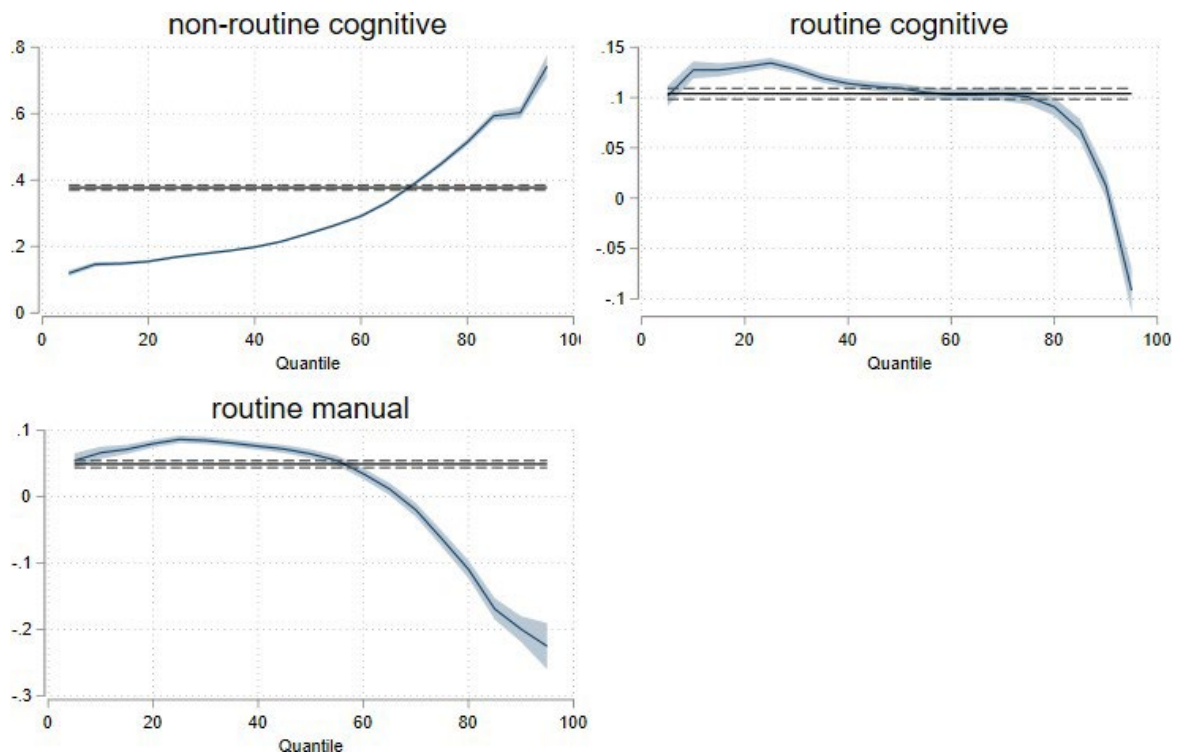 non-routine cognitive
.8
.6
.4
.2
0
0 20 40 60 80 100
Quantile
routine cognitive
.15
.1
.05
0
-.05
-.1
0 20 40 60 80 100
Quantile
routine manual
.1
0
-.1
-.2
-.3
0 20 40 60 80 100
Quantile